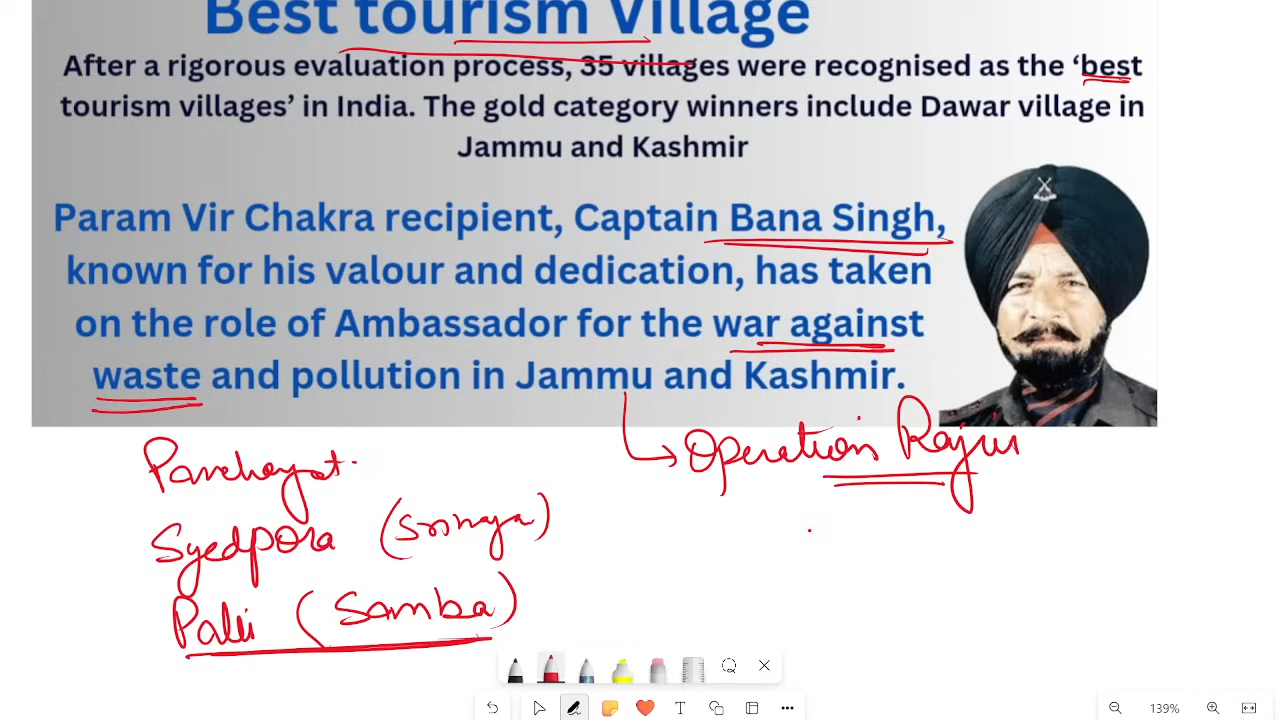 Best tourism Village
After a rigorous evaluation process, 35 villages were recognised as the ‘best
tourism villages’ in India. The gold category winners include Dawar village in
Jammu and Kashmir
Param Vir Chakra recipient, Captain Bana Singh,
known for his valour and dedication, has taken
on the role of Ambassador for the war against
waste and pollution in Jammu and Kashmir.
Operation Rajiv
Panchayat.
Syedpora (Srinaga)
Palli (Samba)
139%